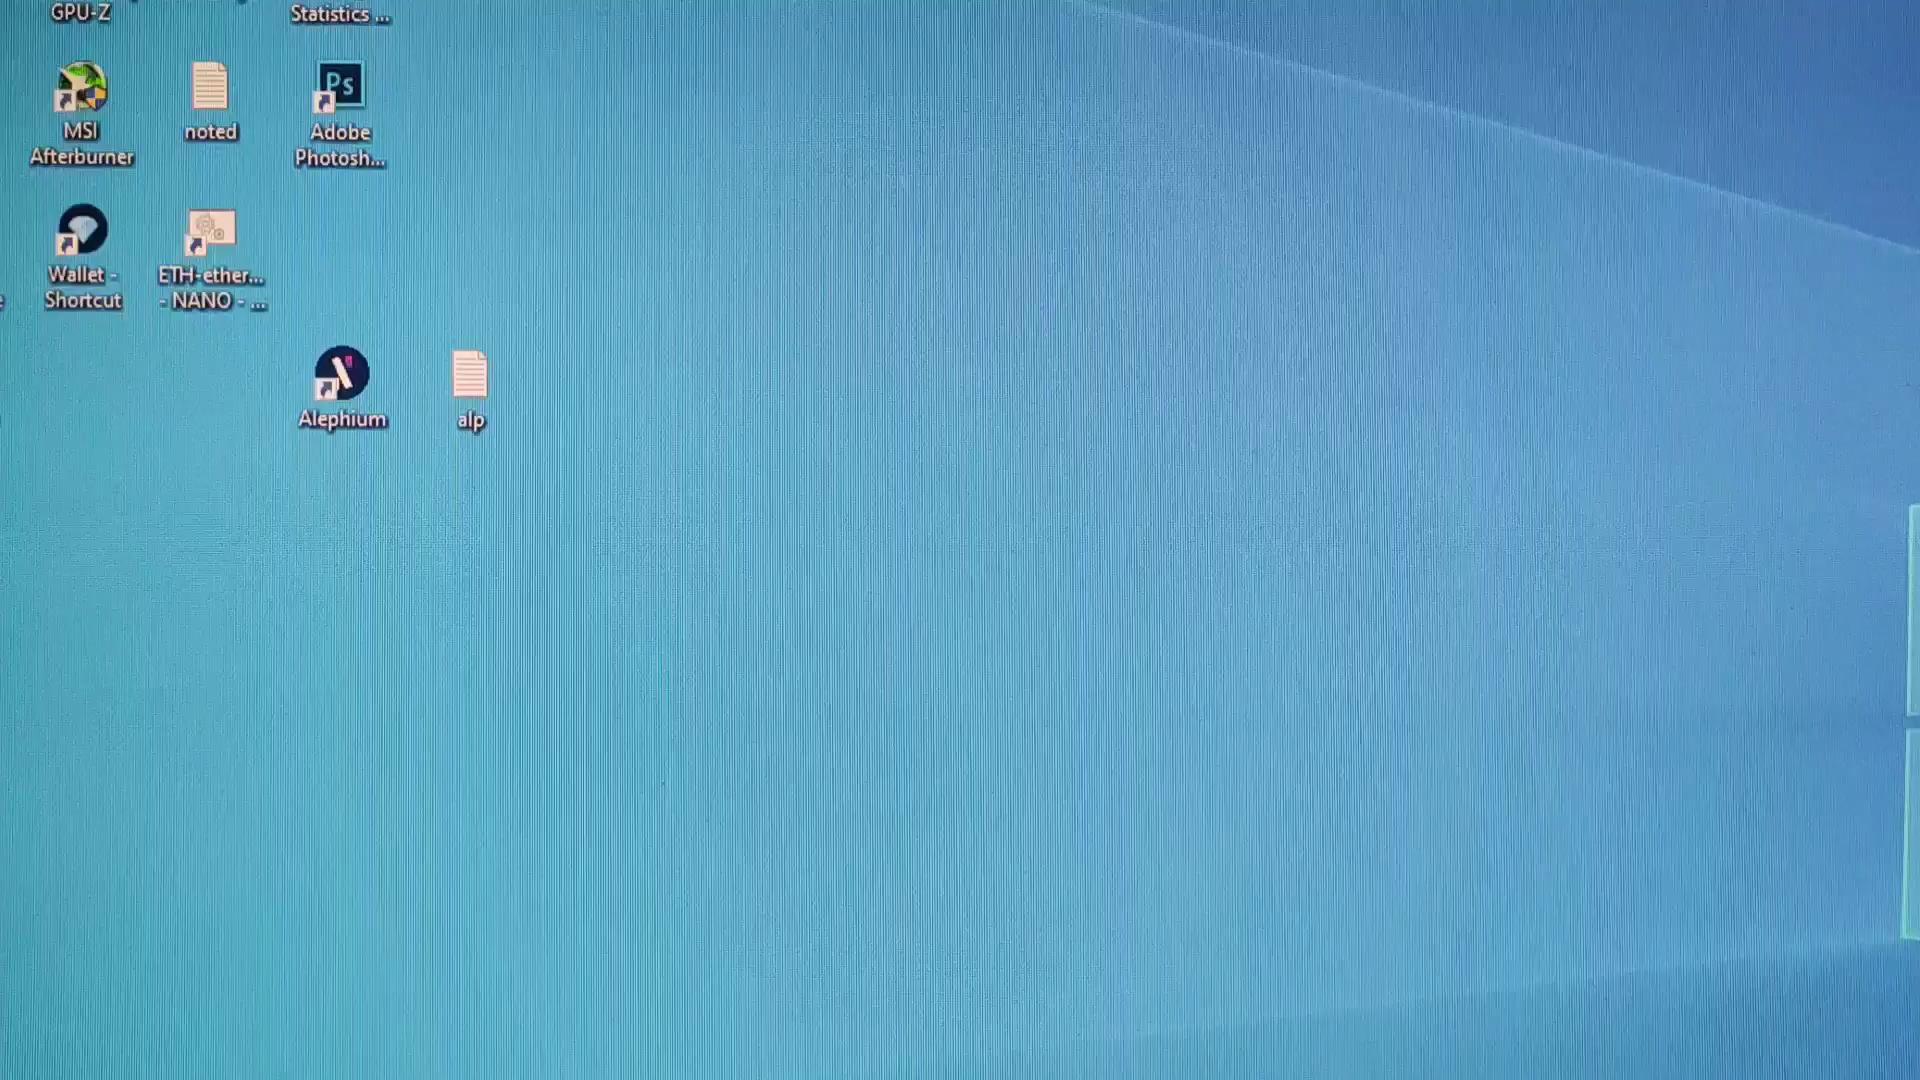 GPU-Z
Statistics ...
MSI
Afterburner
noted
Ps
Adobe
Photosh...
Wallet -
Shortcut
ETH-ether...
- NANO - ...
Alephium
alp